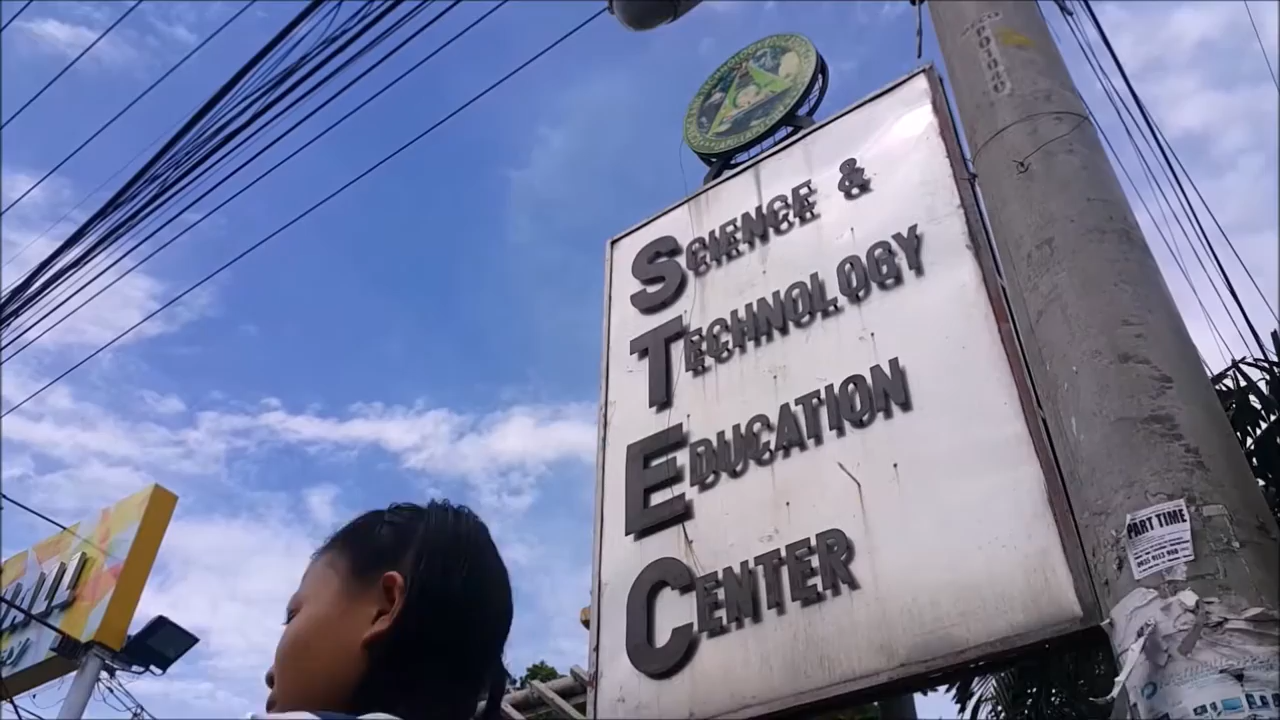 SCIENCE &
TECHNOLOGY
EDUCATION
CENTER
PART TIME